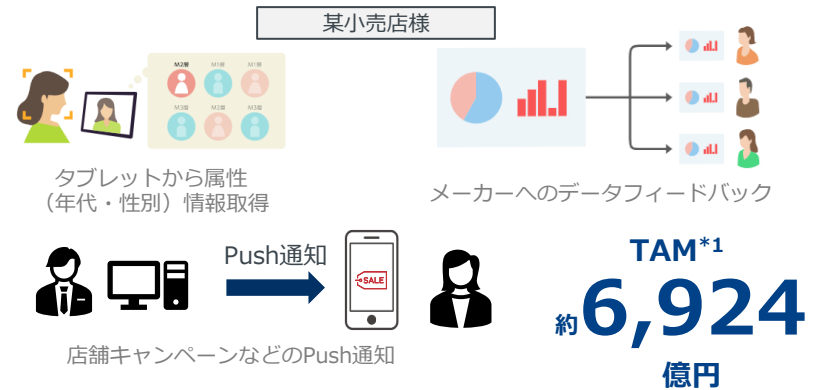 某小売店様
M2層 M1層 M1層
M3層 M2層 M3層
タブレットから属性
（年代・性別）情報取得
メーカーへのデータフィードバック
Push通知
SALE
店舗キャンペーンなどのPush通知
TAM*1
約6,924
億円